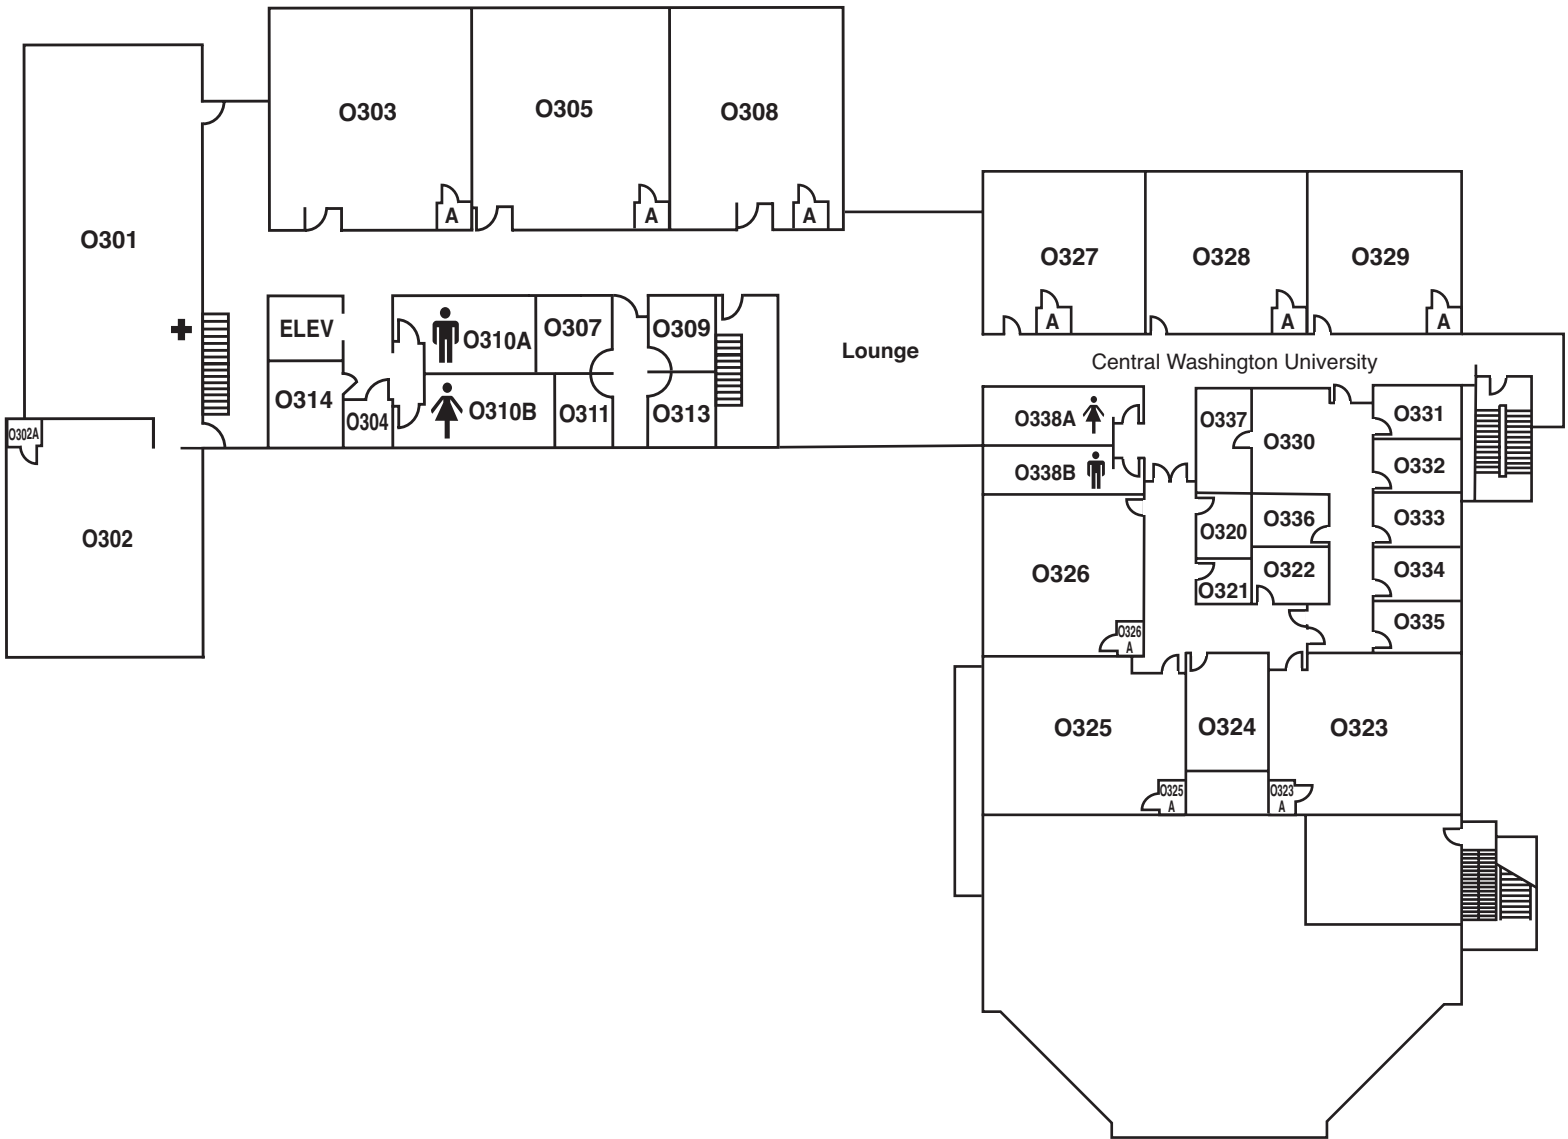 O303
O305
O308
O301
A
A
A
O327
O328
O329
A
A
A
ELEV
O310A
O307
O309
Lounge
Central Washington University
O314
O304
O310B
O311
O313
O302A
O302
O338A
O338B
O337
O330
O331
O332
O320
O336
O333
O326
O321
O322
O334
O326
A
O335
O325
O324
O323
O325
A
O323
A